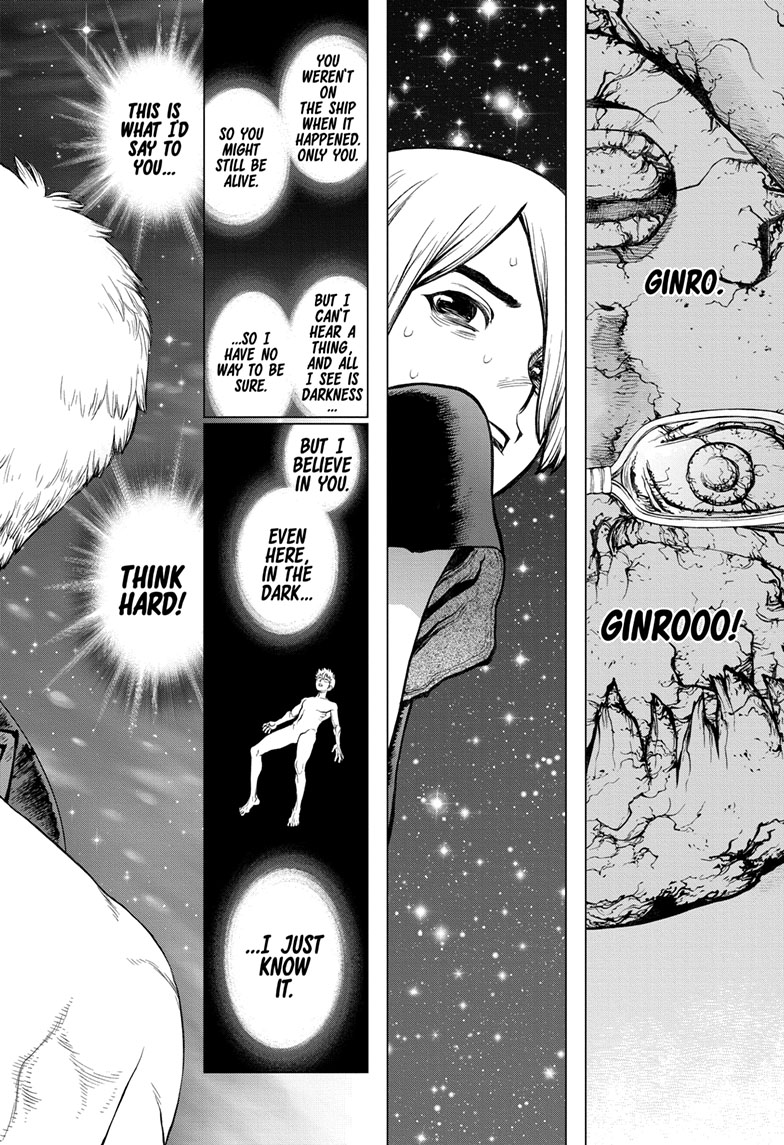 GINRO.
GINROOO!
YOU
WEREN'T
ON
THE SHIP
WHEN IT
HAPPENED.
ONLY YOU.
SO YOU
MIGHT
STILL BE
ALIVE.
BUT I
CAN'T
HEAR A
THING,
AND ALL
I SEE IS
DARKNESS
...
...SO I
HAVE NO
WAY TO BE
SURE.
BUT I
BELIEVE
IN YOU.
EVEN
HERE,
IN THE
DARK...
...I JUST
KNOW
IT.
THIS IS
WHAT I'D
SAY TO
YOU...
THINK
HARD!